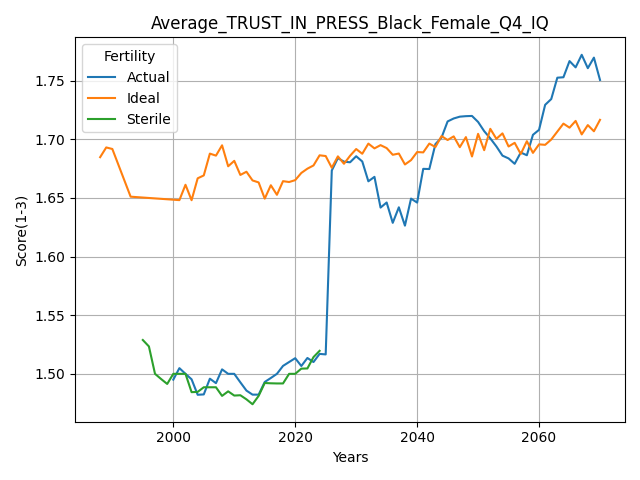 Average_TRUST_IN_PRESS_Black_Female_Q4_IQ
Fertility
Actual
Ideal
Sterile
Score(1-3)
1.75
1.70
1.65
1.60
1.55
1.50
2000
2020
2040
2060
Years